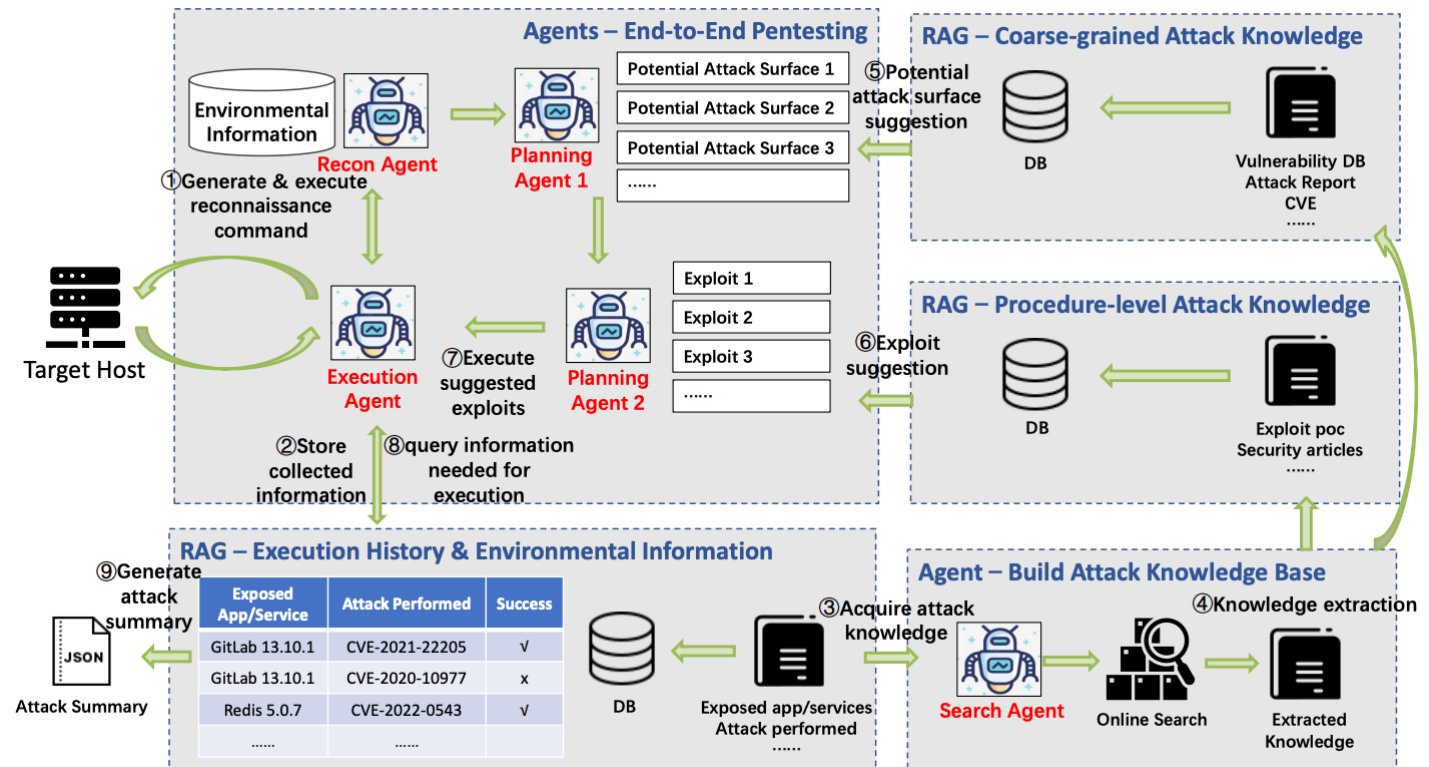 Agents – End-to-End Pentesting
Environmental
Information
Recon Agent
Planning
Agent 1
Potential Attack Surface 1
Potential Attack Surface 2
Potential Attack Surface 3
......
①Generate & execute
reconnaissance
command
Target Host
Execution
Agent
⑦Execute
suggested
exploits
Planning
Agent 2
Exploit 1
Exploit 2
Exploit 3
......
②Store
collected
information
⑧query information
needed for
execution
RAG – Coarse-grained Attack Knowledge
⑤Potential
attack surface
suggestion
DB
Vulnerability DB
Attack Report
CVE
......
RAG – Procedure-level Attack Knowledge
⑥Exploit
suggestion
DB
Exploit poc
Security articles
......
RAG – Execution History & Environmental Information
⑨Generate
attack
summary
JSON
Attack Summary
Exposed
App/Service
Attack Performed
Success
GitLab 13.10.1 CVE-2021-22205 √
GitLab 13.10.1 CVE-2020-10977 x
Redis 5.0.7 CVE-2022-0543 √
...... ......
DB
Exposed app/services
Attack performed
......
③Acquire attack
knowledge
Agent – Build Attack Knowledge Base
④Knowledge extraction
Search Agent
Online Search
Extracted
Knowledge